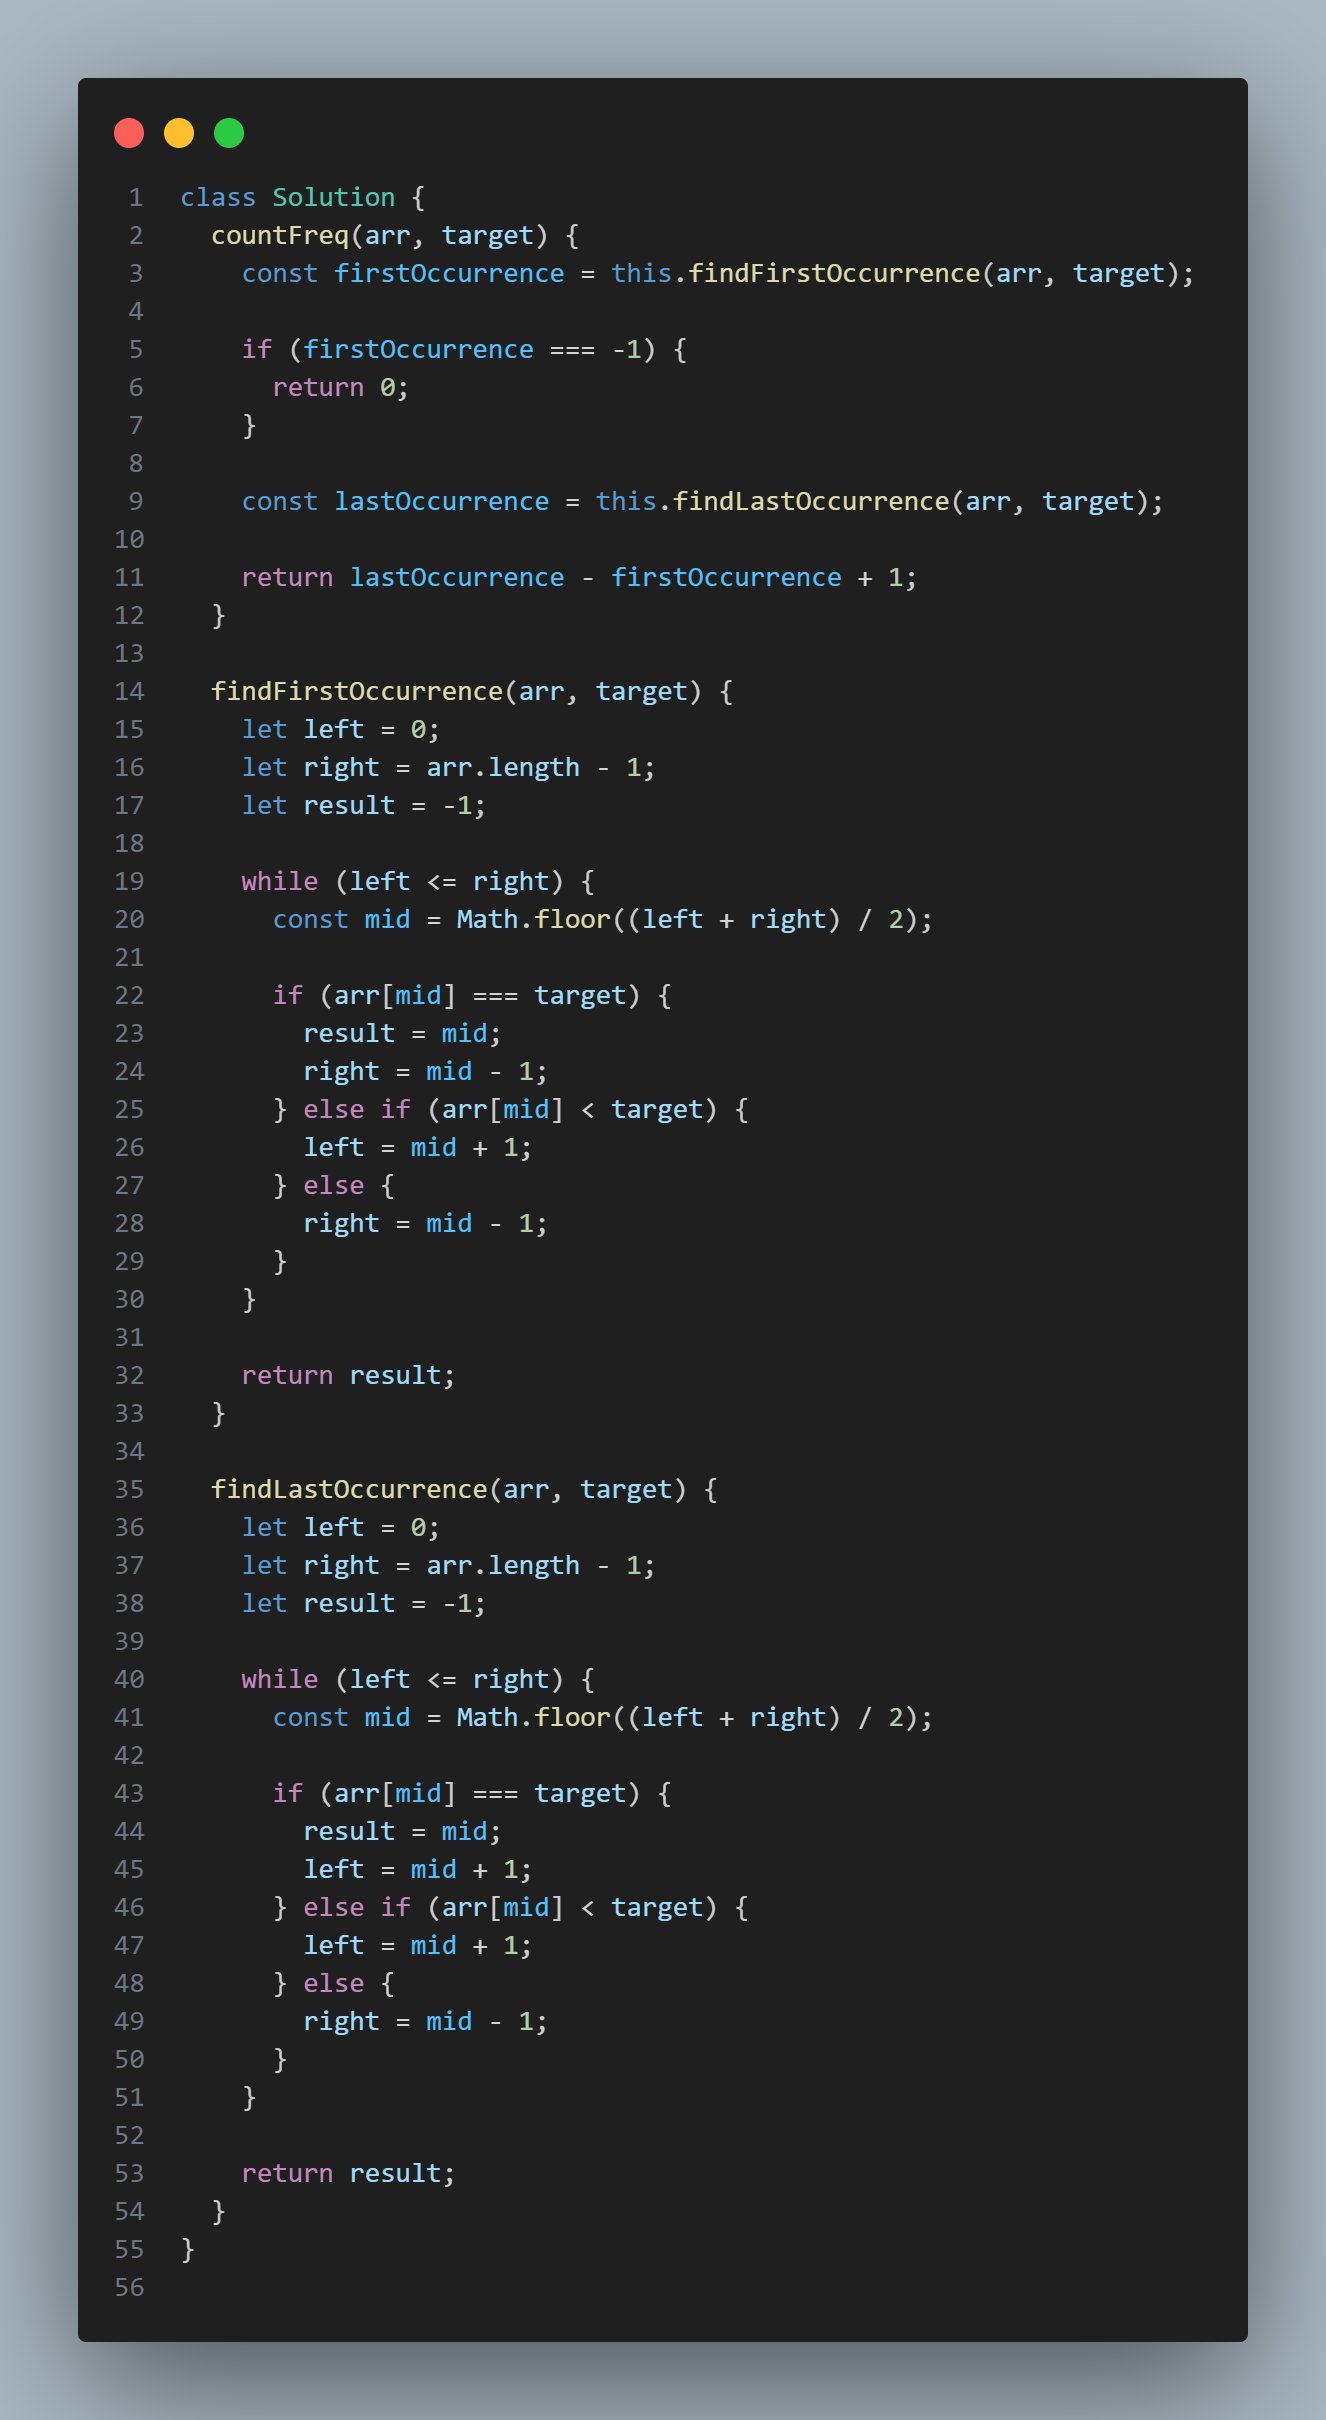 1 class Solution {
2   countFreq(arr, target) {
3     const firstOccurrence = this.findFirstOccurrence(arr, target);
4
5     if (firstOccurrence === -1) {
6       return 0;
7     }
8
9     const lastOccurrence = this.findLastOccurrence(arr, target);
10
11     return lastOccurrence - firstOccurrence + 1;
12   }
13
14   findFirstOccurrence(arr, target) {
15     let left = 0;
16     let right = arr.length - 1;
17     let result = -1;
18
19     while (left <= right) {
20       const mid = Math.floor((left + right) / 2);
21
22       if (arr[mid] === target) {
23         result = mid;
24         right = mid - 1;
25       } else if (arr[mid] < target) {
26         left = mid + 1;
27       } else {
28         right = mid - 1;
29       }
30     }
31
32     return result;
33   }
34
35   findLastOccurrence(arr, target) {
36     let left = 0;
37     let right = arr.length - 1;
38     let result = -1;
39
40     while (left <= right) {
41       const mid = Math.floor((left + right) / 2);
42
43       if (arr[mid] === target) {
44         result = mid;
45         left = mid + 1;
46       } else if (arr[mid] < target) {
47         left = mid + 1;
48       } else {
49         right = mid - 1;
50       }
51     }
52
53     return result;
54   }
55 }
56